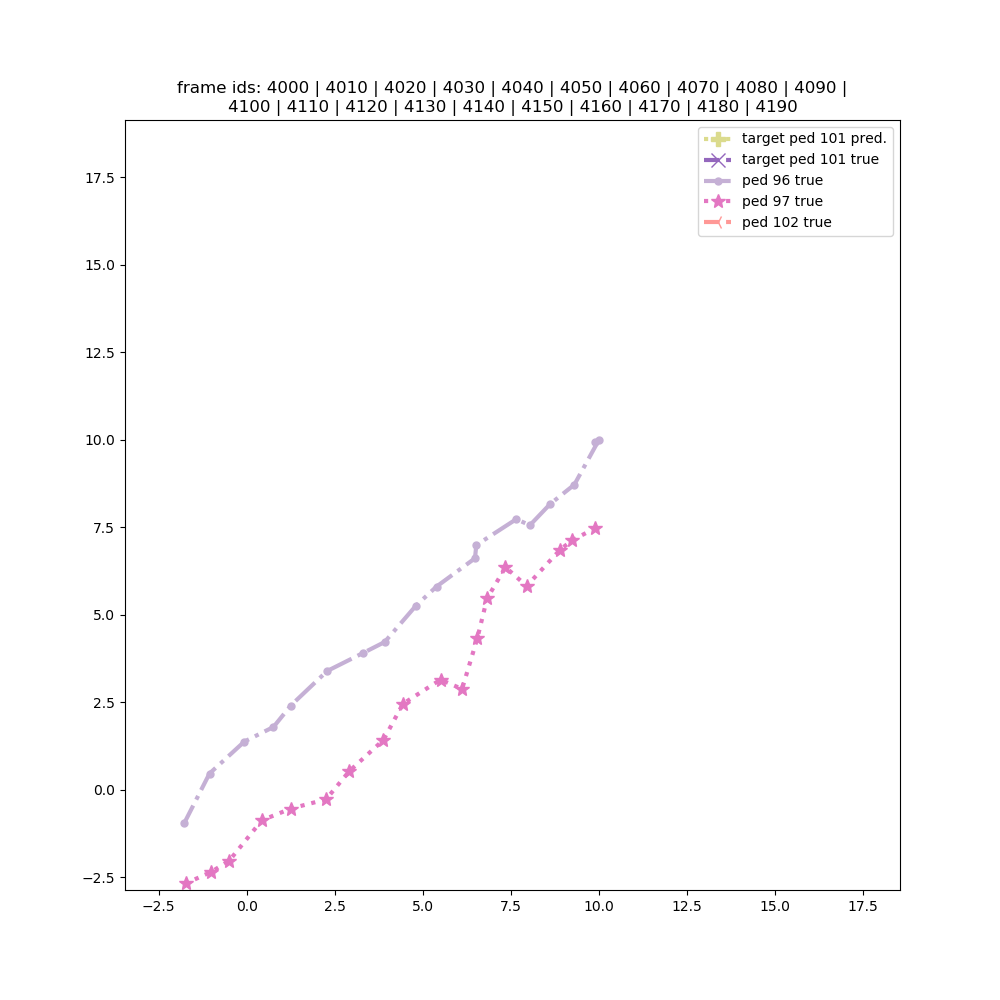 frame ids: 4000 | 4010 | 4020 | 4030 | 4040 | 4050 | 4060 | 4070 | 4080 | 4090 |
4100 | 4110 | 4120 | 4130 | 4140 | 4150 | 4160 | 4170 | 4180 | 4190
target ped 101 pred.
target ped 101 true
ped 96 true
ped 97 true
ped 102 true
17.5
15.0
12.5
10.0
7.5
5.0
2.5
0.0
−2.5
−2.5 0.0 2.5 5.0 7.5 10.0 12.5 15.0 17.5